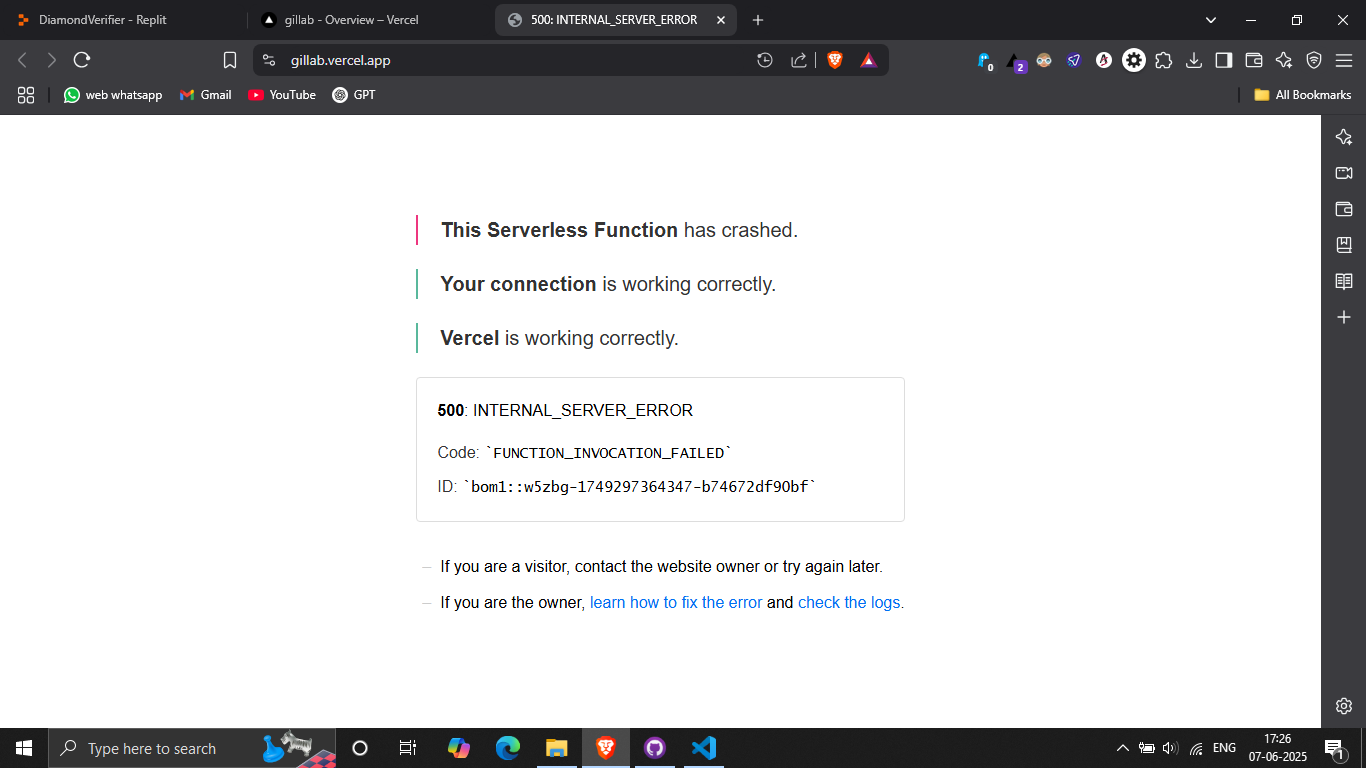 DiamondVerifier - Replit
gillab - Overview – Vercel
500: INTERNAL_SERVER_ERROR
gillab.vercel.app
0
2
web whatsapp
Gmail
YouTube
GPT
All Bookmarks
This Serverless Function has crashed.
Your connection is working correctly.
Vercel is working correctly.
500: INTERNAL_SERVER_ERROR
Code: `FUNCTION_INVOCATION_FAILED`
ID: `bom1::w5zbg-1749297364347-b74672df90bf`
If you are a visitor, contact the website owner or try again later.
If you are the owner, learn how to fix the error and check the logs.
Type here to search
ENG
17:26
07-06-2025
1